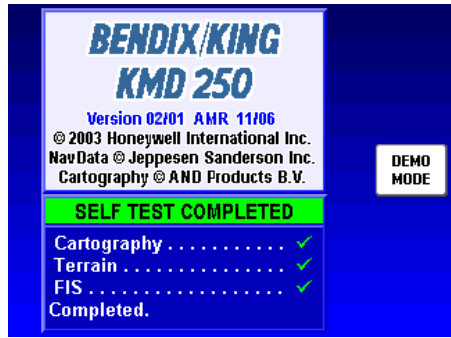 BENDIX/KING
KMD 250
Version 02/01 AMR 11/06
© 2003 Honeywell International Inc.
NavData © Jeppesen Sanderson Inc.
Cartography © AND Products B.V.
DEMO
MODE
SELF TEST COMPLETED
Cartography . . . . . . . . . . . ✓
Terrain . . . . . . . . . . . . . . . ✓
FIS . . . . . . . . . . . . . . . . . . ✓
Completed.